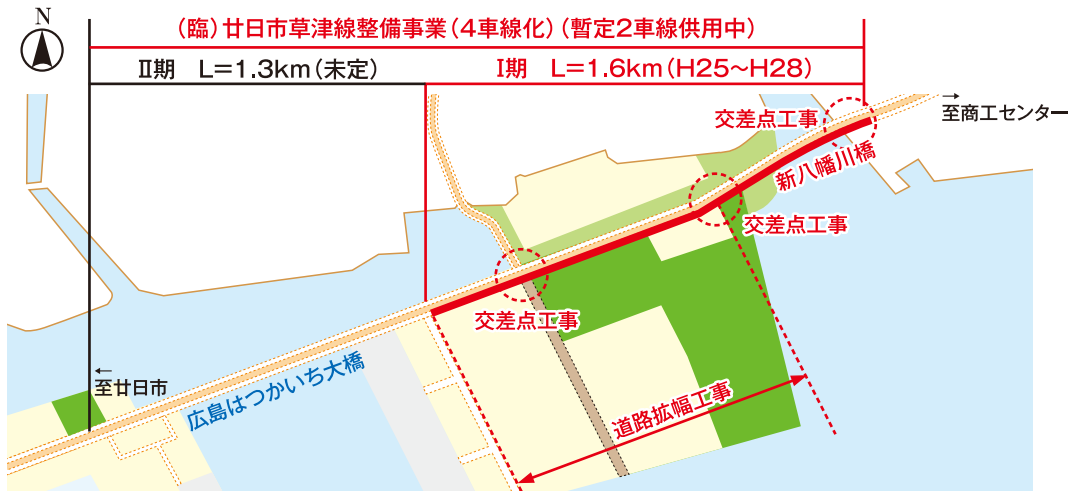 N
(臨)廿日市草津線整備事業(4車線化)(暫定2車線供用中)
Ⅱ期 L=1.3km(未定)
Ⅰ期 L=1.6km(H25~H28)
→
至商工センター
交差点工事
新八幡川橋
交差点工事
交差点工事
←
至廿日市
広島はつかいち大橋
道路拡幅工事